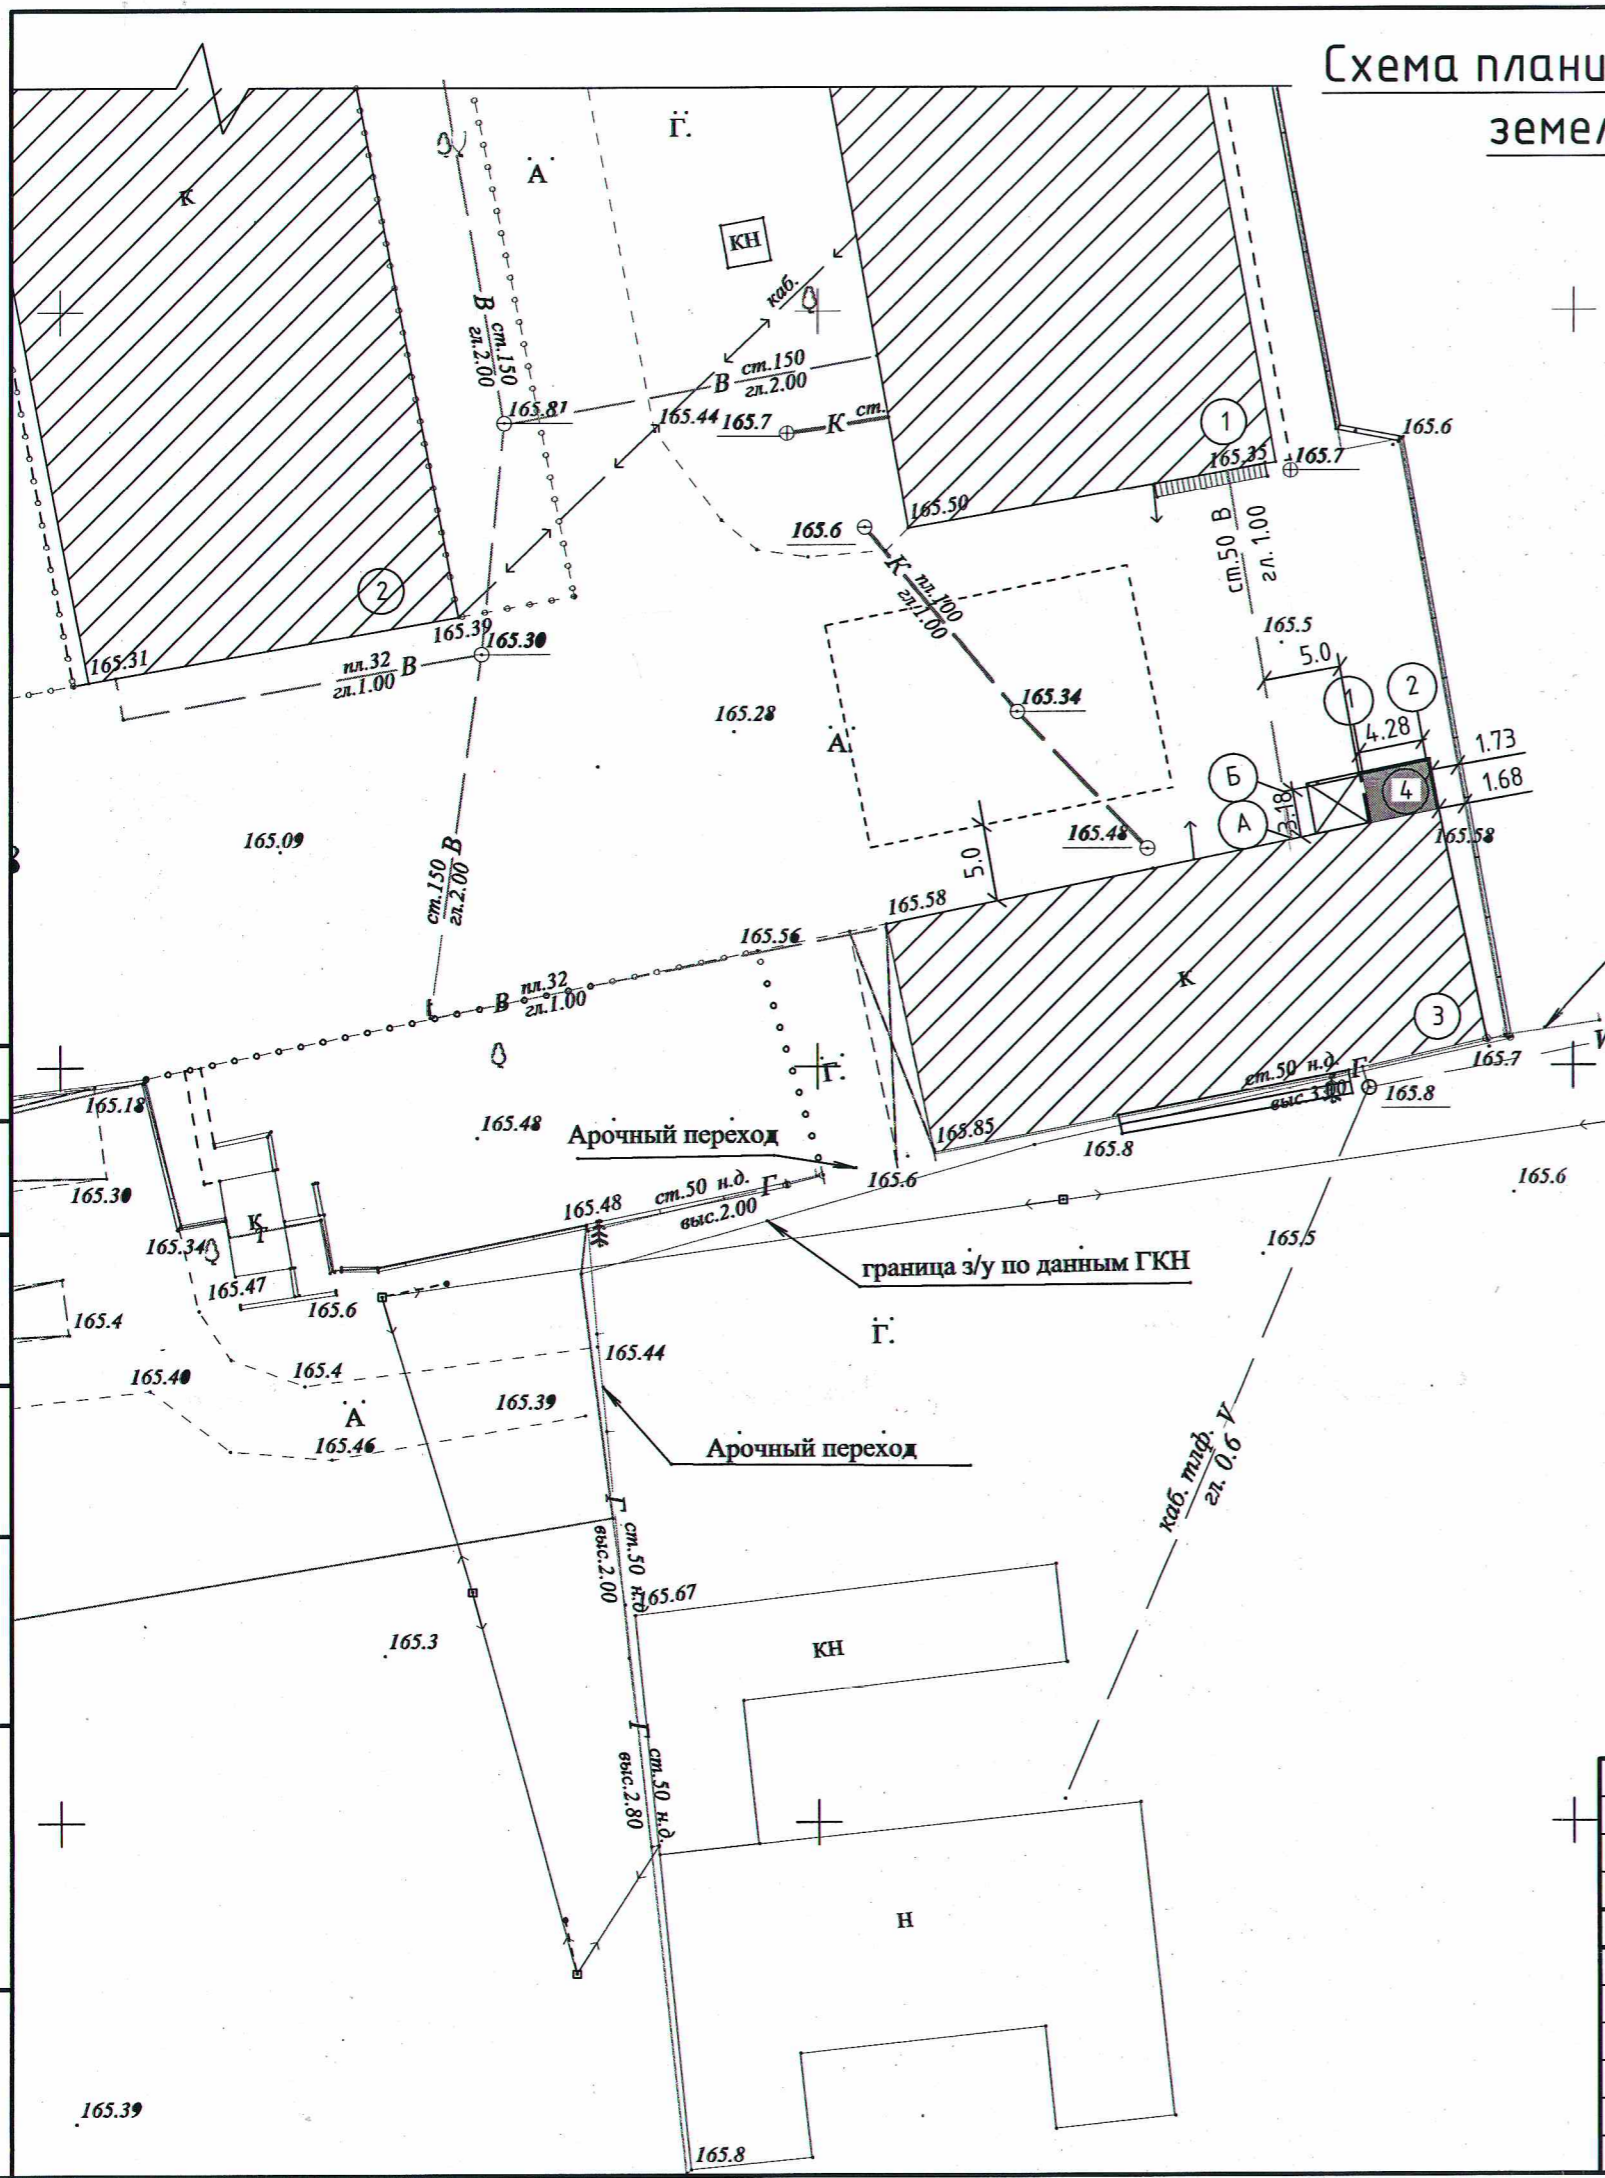 Схема плани
земел
Г.
А
К
КН
каб.
В ст.150
гл.2.00
В ст.150
гл.2.00
165.81
165.44
165.7
К ст.
1
165.35
165.7
165.6
165.50
165.6
К пл.100
гл.1.00
ст.50 В
гл. 1.00
2
165.39
165.30
165.31
пл.32 В
гл.1.00
165.5
5.0
1
2
4.28
1.73
1.68
165.34
165.28
А
Б
А
3.18
4
165.48
165.58
165.09
ст.150 В
гл.2.00
5.0
165.58
165.56
В пл.32
гл.1.00
К
3
165.7
V
Г.
ст.50 н.д. Г
выс.3.00
165.8
165.18
165.48
Арочный переход
165.85
165.8
165.6
165.6
165.30
165.48
ст.50 н.д. Г
выс.2.00
К
Т
165.34
165.5
граница з/у по данным ГКН
165.47
165.6
165.4
Г.
165.44
165.40
165.4
165.39
А
165.46
Арочный переход
каб. тлф. V
гл. 0.6
Г ст.50 н.д.
выс.2.00
165.67
165.3
КН
Г ст.50 н.д.
выс.2.80
Н
165.39
165.8